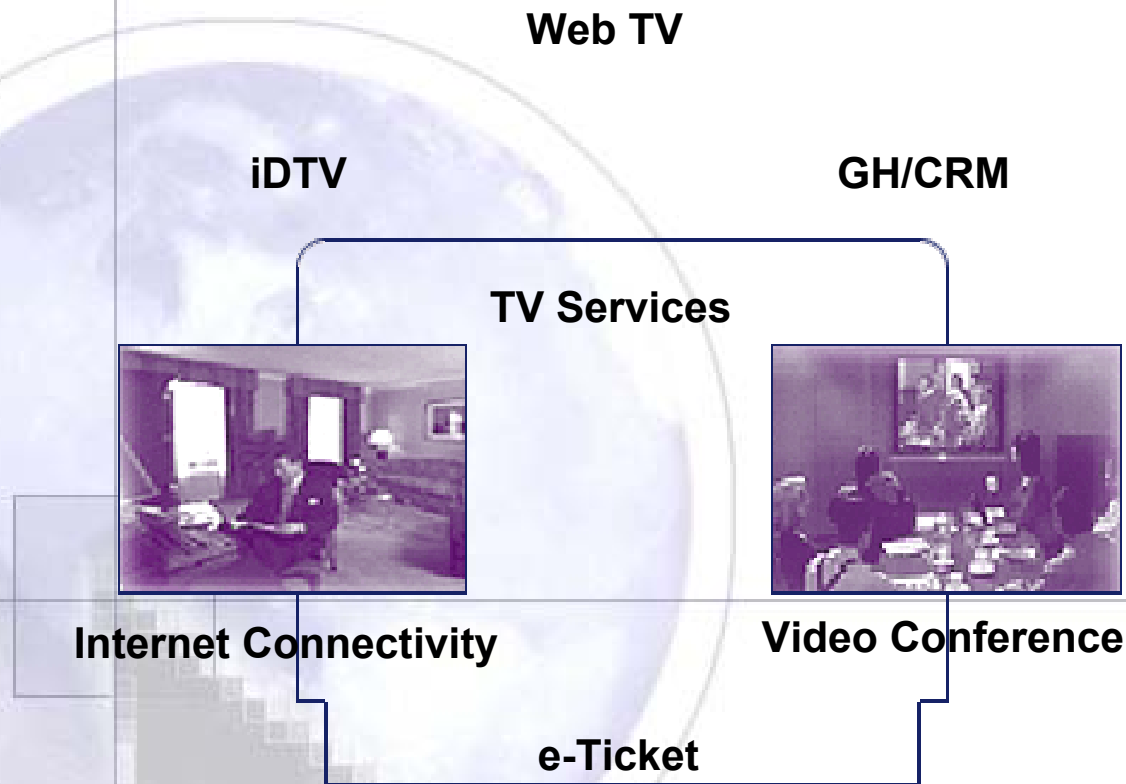 Web TV
iDTV
GH/CRM
TV Services
Internet Connectivity
Video Conference
e-Ticket